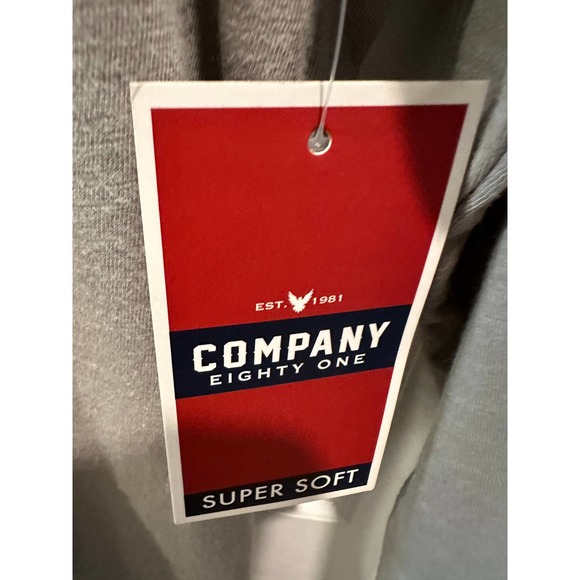 EST. 1981
COMPANY
EIGHTY ONE
SUPER SOFT